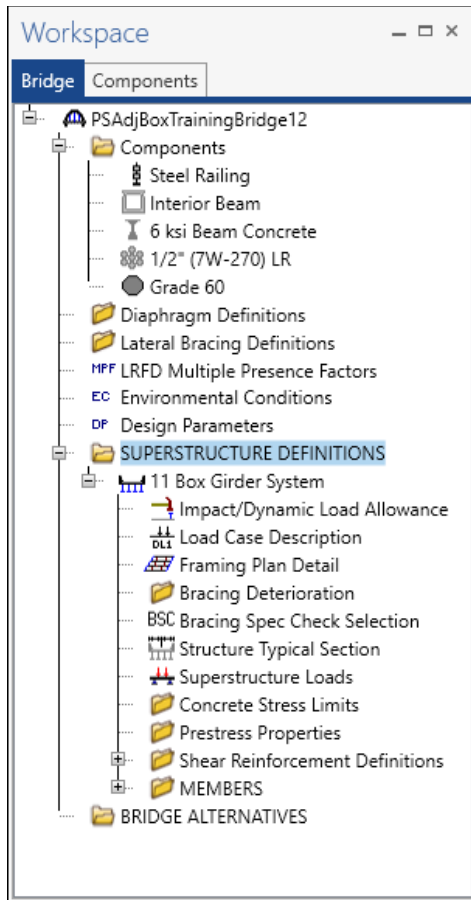 Workspace
Bridge Components
PSAdjBoxTrainingBridge12
Components
Steel Railing
Interior Beam
6 ksi Beam Concrete
1/2" (7W-270) LR
Grade 60
Diaphragm Definitions
Lateral Bracing Definitions
MPF LRFD Multiple Presence Factors
EC Environmental Conditions
DP Design Parameters
SUPERSTRUCTURE DEFINITIONS
11 Box Girder System
Impact/Dynamic Load Allowance
DL1 Load Case Description
Framing Plan Detail
Bracing Deterioration
BSC Bracing Spec Check Selection
Structure Typical Section
Superstructure Loads
Concrete Stress Limits
Prestress Properties
Shear Reinforcement Definitions
MEMBERS
BRIDGE ALTERNATIVES